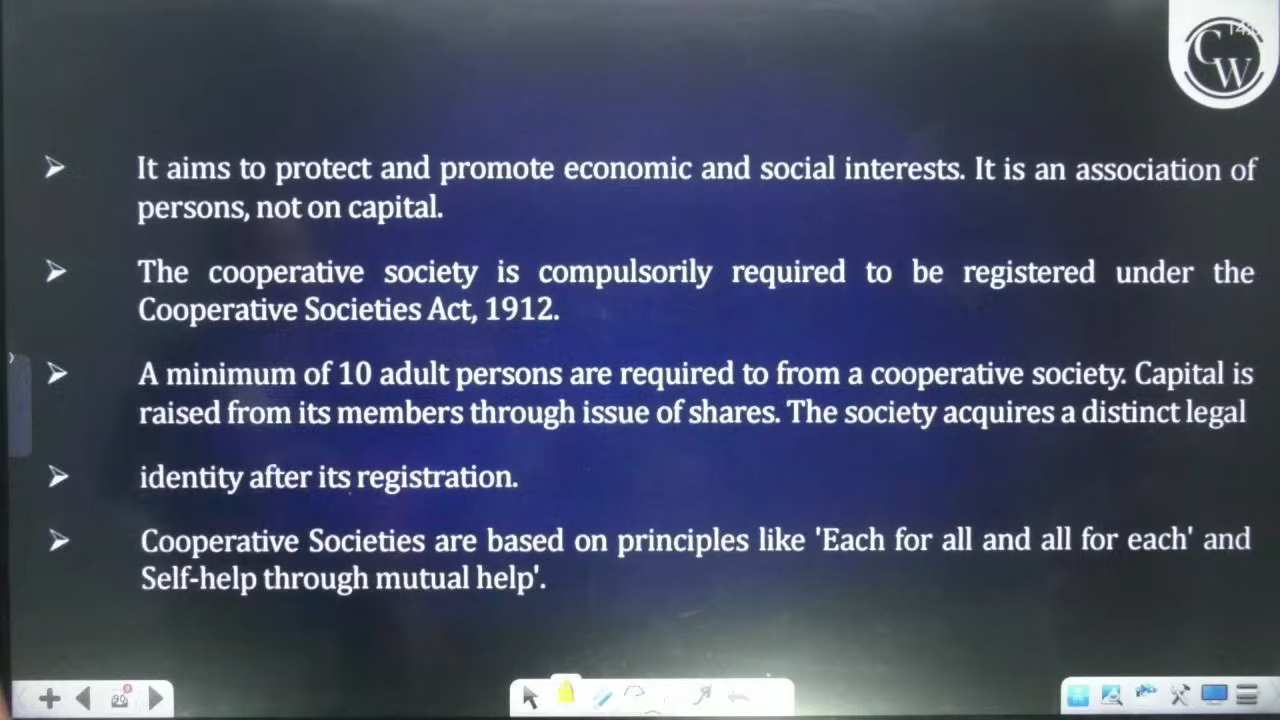 CW
➢ It aims to protect and promote economic and social interests. It is an association of
persons, not on capital.
➢ The cooperative society is compulsorily required to be registered under the
Cooperative Societies Act, 1912.
➢ A minimum of 10 adult persons are required to from a cooperative society. Capital is
raised from its members through issue of shares. The society acquires a distinct legal
➢ identity after its registration.
➢ Cooperative Societies are based on principles like 'Each for all and all for each' and
Self-help through mutual help'.